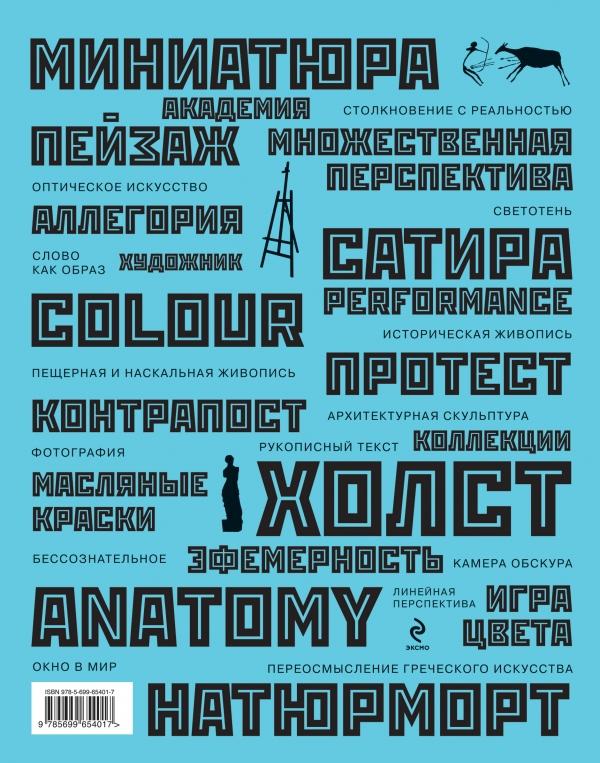 МИНИАТЮРА
АКАДЕМИЯ
СТОЛКНОВЕНИЕ С РЕАЛЬНОСТЬЮ
ПЕЙЗАЖ
МНОЖЕСТВЕННАЯ
ПЕРСПЕКТИВА
ОПТИЧЕСКОЕ ИСКУССТВО
АЛЛЕГОРИЯ
СВЕТОТЕНЬ
СЛОВО
КАК ОБРАЗ
ХУДОЖНИК
САТИРА
PERFORMANCE
COLOUR
ИСТОРИЧЕСКАЯ ЖИВОПИСЬ
ПЕЩЕРНАЯ И НАСКАЛЬНАЯ ЖИВОПИСЬ
ПРОТЕСТ
КОНТРАПОСТ
АРХИТЕКТУРНАЯ СКУЛЬПТУРА
КОЛЛЕКЦИИ
ФОТОГРАФИЯ
РУКОПИСНЫЙ ТЕКСТ
МАСЛЯНЫЕ
КРАСКИ
ХОЛСТ
БЕССОЗНАТЕЛЬНОЕ
ЭФЕМЕРНОСТЬ
КАМЕРА ОБСКУРА
ANATOMY
ЛИНЕЙНАЯ
ПЕРСПЕКТИВА
ИГРА
ЦВЕТА
ЭКСМО
ОКНО В МИР
ПЕРЕОСМЫСЛЕНИЕ ГРЕЧЕСКОГО ИСКУССТВА
ISBN 978-5-699-65401-7
9 785699 654017 >
НАТЮРМОРТ